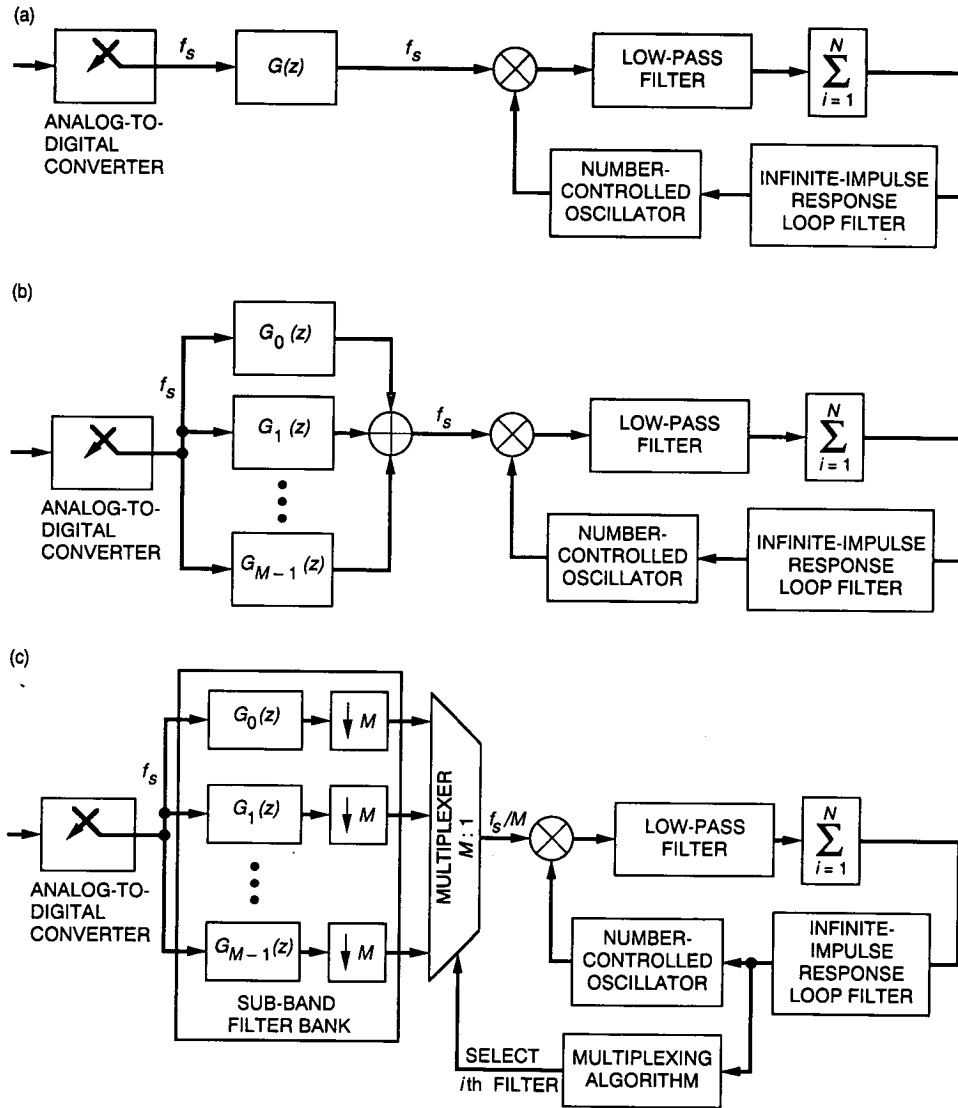 (a)
f_s
G(z)
f_s
LOW-PASS
FILTER
N
∑
i = 1
ANALOG-TO-
DIGITAL
CONVERTER
NUMBER-
CONTROLLED
OSCILLATOR
INFINITE-IMPULSE
RESPONSE
LOOP FILTER
(b)
G_0 (z)
f_s
G_1 (z)
f_s
LOW-PASS
FILTER
N
∑
i = 1
ANALOG-TO-
DIGITAL
CONVERTER
G_{M-1} (z)
NUMBER-
CONTROLLED
OSCILLATOR
INFINITE-IMPULSE
RESPONSE
LOOP FILTER
(c)
G_0(z)
↓ M
f_s
G_1(z)
↓ M
MULTIPLEXER
M : 1
f_s/M
LOW-PASS
FILTER
N
∑
i = 1
ANALOG-TO-
DIGITAL
CONVERTER
G_{M-1}(z)
↓ M
SUB-BAND
FILTER BANK
NUMBER-
CONTROLLED
OSCILLATOR
INFINITE-
IMPULSE
RESPONSE
LOOP FILTER
SELECT
ith FILTER
MULTIPLEXING
ALGORITHM